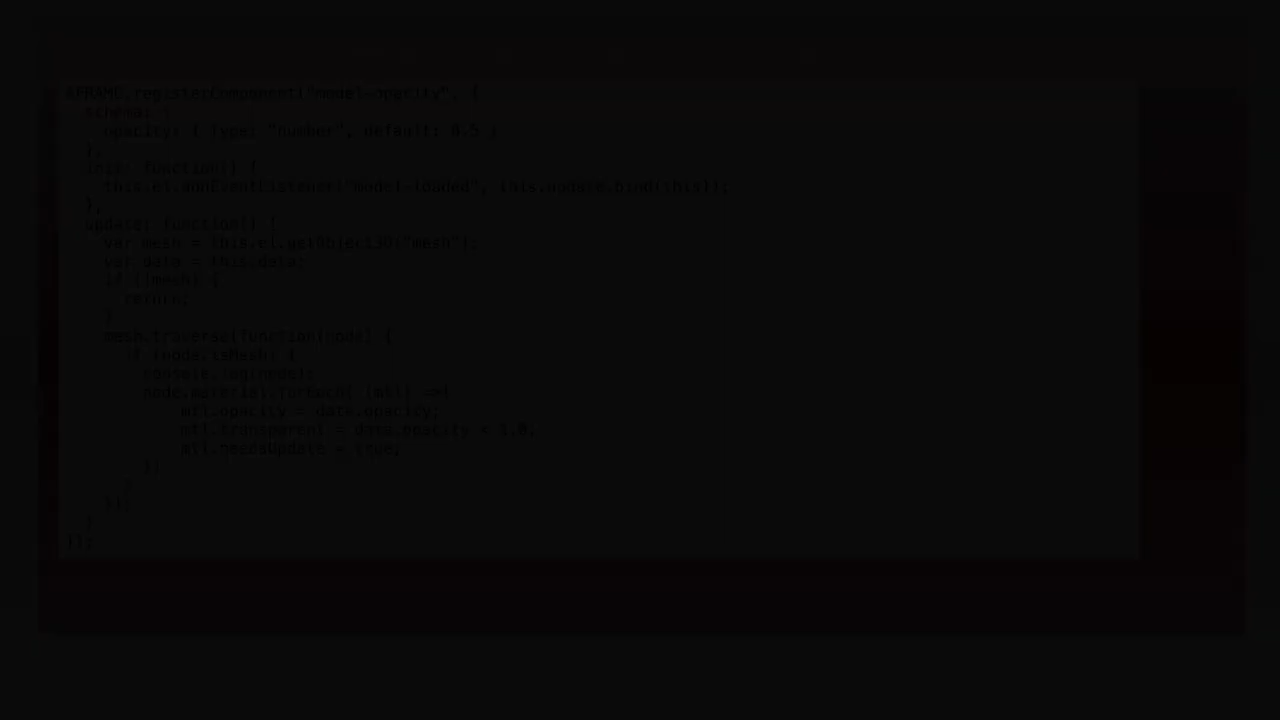 AFRAME.registerComponent("model-opacity", {
schema: {
opacity: { type: "number", default: 0.5 }
},
init: function() {
this.el.addEventListener("model-loaded", this.update.bind(this));
},
update: function() {
var mesh = this.el.getObject3D("mesh");
var data = this.data;
if (!mesh) {
return;
}
mesh.traverse(function(node) {
if (node.isMesh) {
console.log(node);
node.material.forEach( (mtl) =>{
mtl.opacity = data.opacity;
mtl.transparent = data.opacity < 1.0;
mtl.needsUpdate = true;
})
}
});
}
});